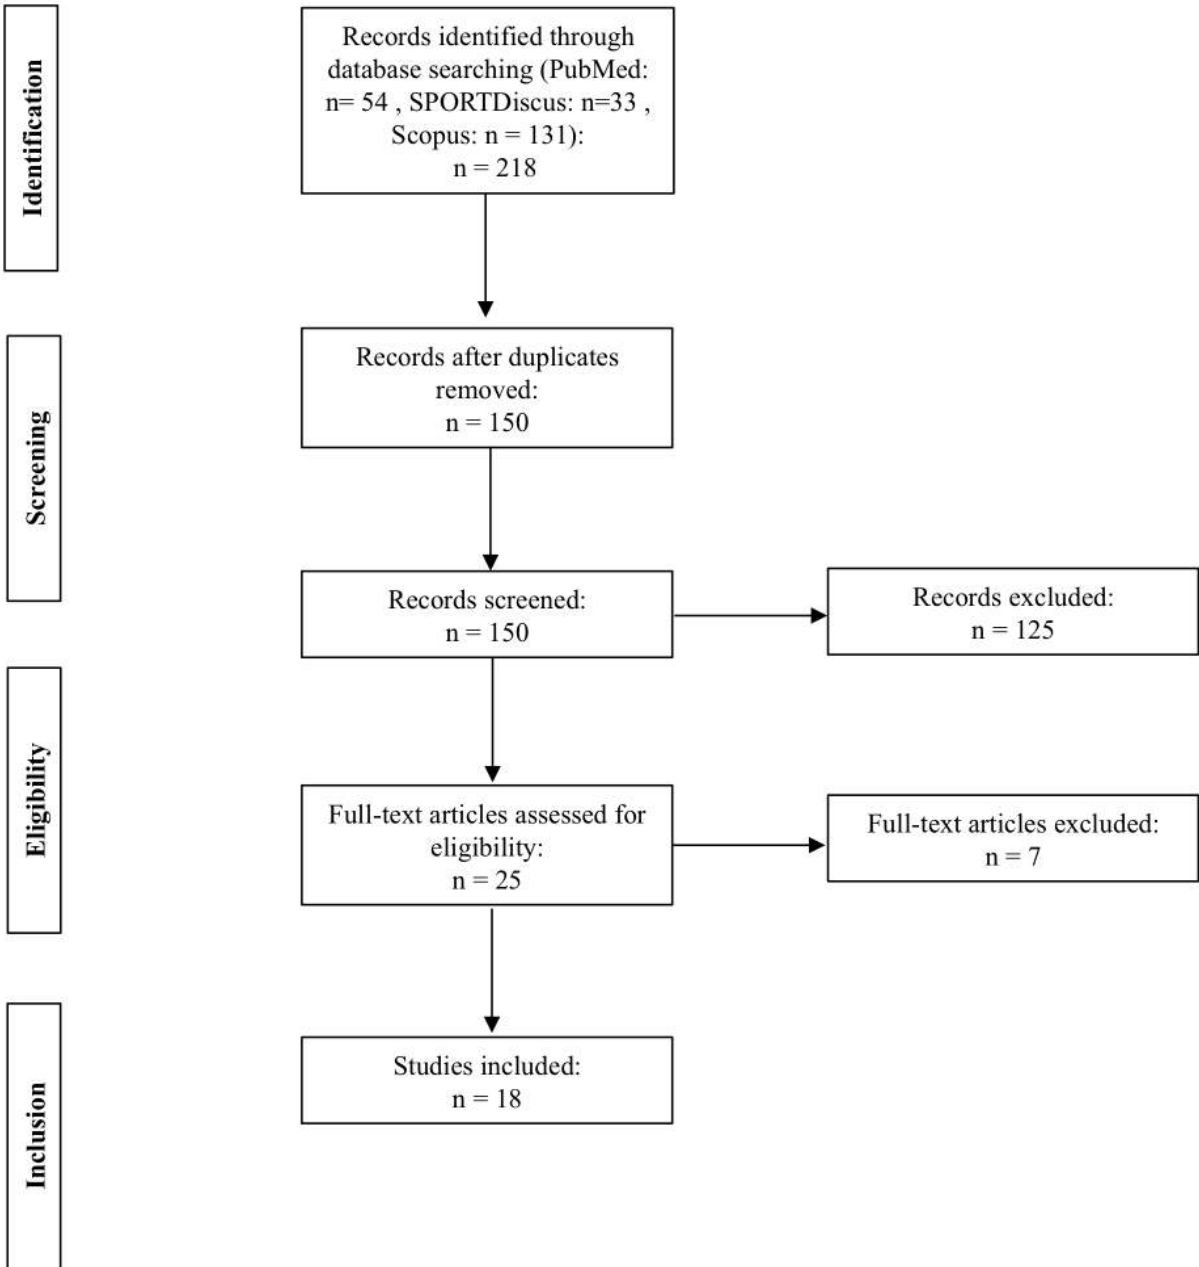 Identification
Records identified through
database searching (PubMed:
n= 54 , SPORTDiscus: n=33 ,
Scopus: n = 131):
n = 218
Screening
Records after duplicates
removed:
n = 150
Records screened:
n = 150
Records excluded:
n = 125
Eligibility
Full-text articles assessed for
eligibility:
n = 25
Full-text articles excluded:
n = 7
Inclusion
Studies included:
n = 18